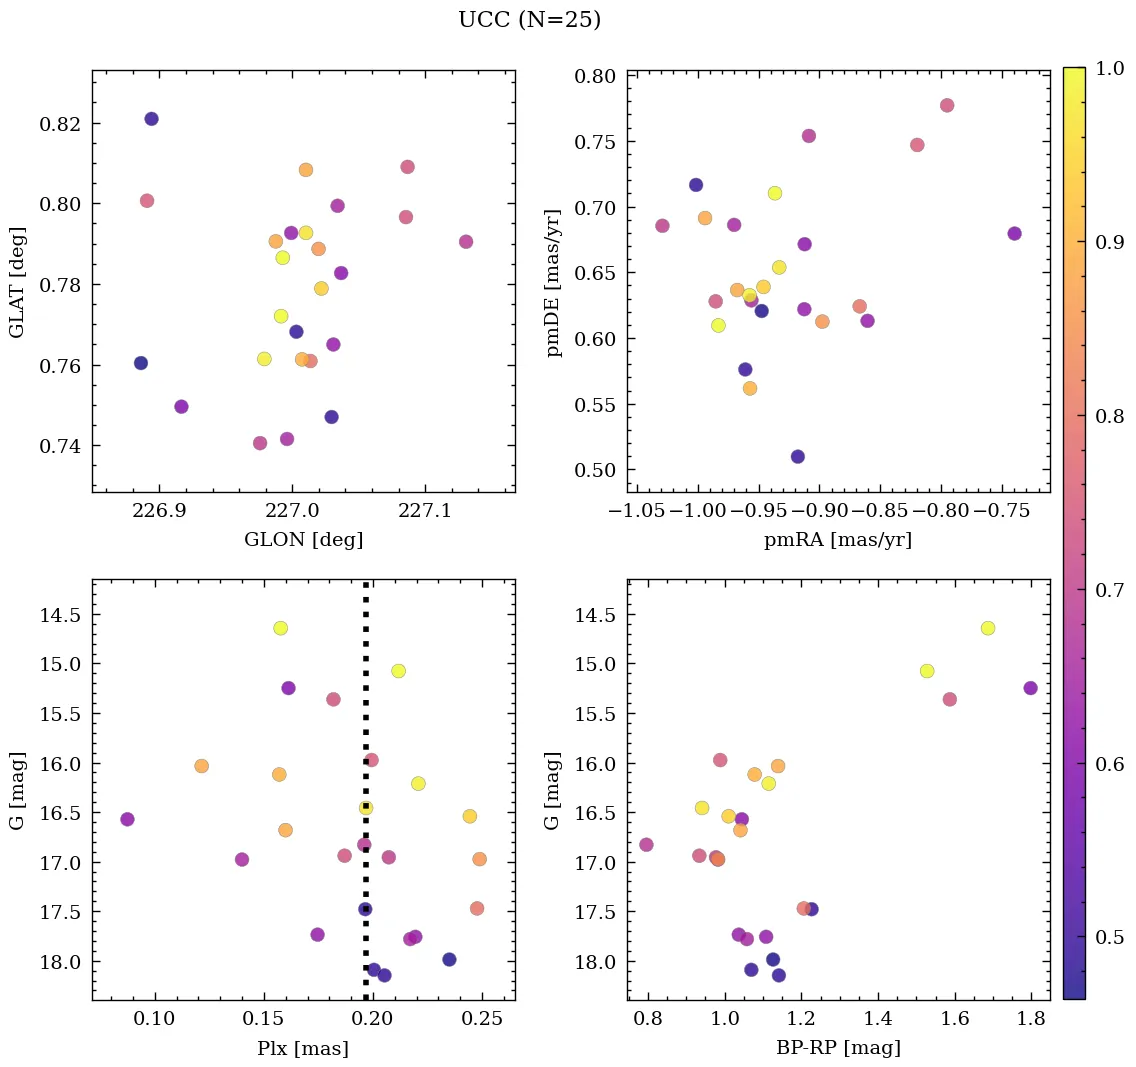 UCC (N=25)
0.82
0.80
0.78
0.76
0.74
GLAT [deg]
226.9 227.0 227.1
GLON [deg]
0.80
0.75
0.70
0.65
0.60
0.55
0.50
pmDE [mas/yr]
−1.05 −1.00 −0.95 −0.90 −0.85 −0.80 −0.75
pmRA [mas/yr]
14.5
15.0
15.5
16.0
16.5
17.0
17.5
18.0
G [mag]
0.10 0.15 0.20 0.25
Plx [mas]
14.5
15.0
15.5
16.0
16.5
17.0
17.5
18.0
G [mag]
0.8 1.0 1.2 1.4 1.6 1.8
BP-RP [mag]
1.0
0.9
0.8
0.7
0.6
0.5